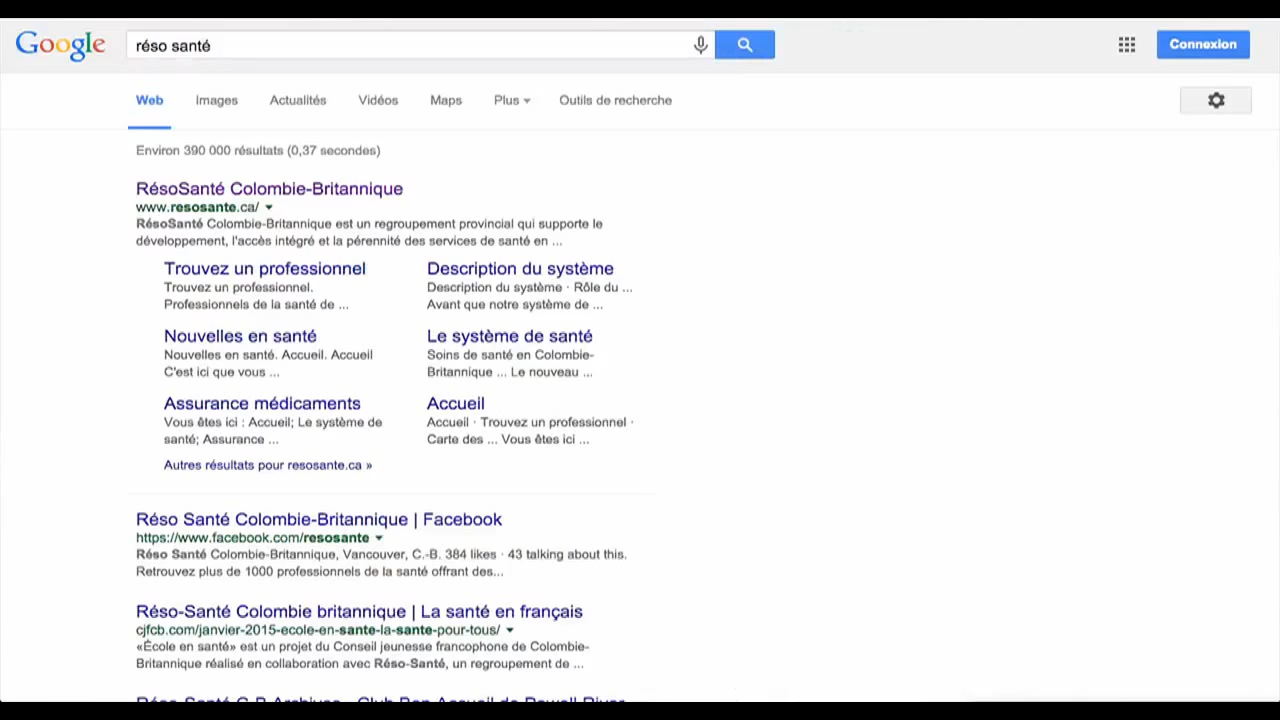 Google
réso santé
Connexion
Web Images Actualités Vidéos Maps Plus Outils de recherche
Environ 390 000 résultats (0,37 secondes)
RésoSanté Colombie-Britannique
www.resosante.ca/
RésoSanté Colombie-Britannique est un regroupement provincial qui supporte le
développement, l'accès intégré et la pérennité des services de santé en ...
Trouvez un professionnel
Trouvez un professionnel.
Professionnels de la santé de ...
Description du système
Description du système · Rôle du ...
Avant que notre système de ...
Nouvelles en santé
Nouvelles en santé. Accueil. Accueil
C'est ici que vous ...
Le système de santé
Soins de santé en Colombie-
Britannique ... Le nouveau ...
Assurance médicaments
Vous êtes ici : Accueil; Le système de
santé; Assurance ...
Accueil
Accueil · Trouvez un professionnel ·
Carte des ... Vous êtes ici ...
Autres résultats pour resosante.ca »
Réso Santé Colombie-Britannique | Facebook
https://www.facebook.com/resosante
Réso Santé Colombie-Britannique, Vancouver, C.-B. 384 likes · 43 talking about this.
Retrouvez plus de 1000 professionnels de la santé offrant des...
Réso-Santé Colombie britannique | La santé en français
cjfcb.com/janvier-2015-ecole-en-sante-la-sante-pour-tous/
«École en santé» est un projet du Conseil jeunesse francophone de Colombie-
Britannique réalisé en collaboration avec Réso-Santé, un regroupement de ...
Réso Santé C-B Archives - Club Bon Accueil de Powell River